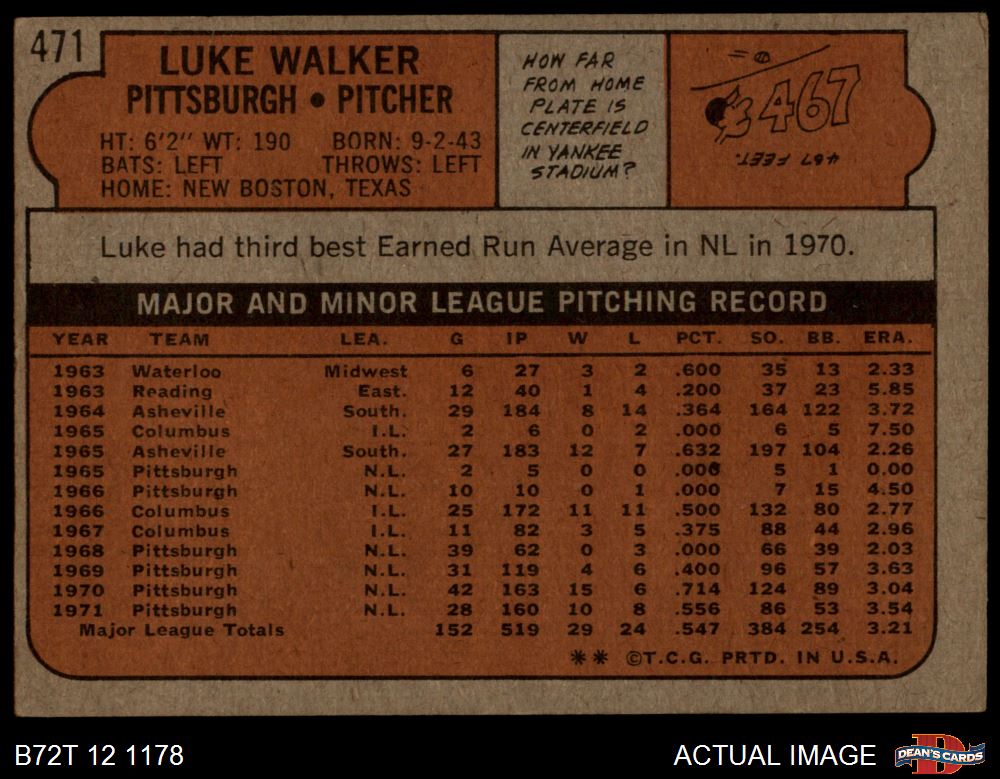 471
LUKE WALKER
PITTSBURGH • PITCHER
HT: 6'2" WT: 190 BORN: 9-2-43
BATS: LEFT THROWS: LEFT
HOME: NEW BOSTON, TEXAS
HOW FAR
FROM HOME
PLATE IS
CENTERFIELD
IN YANKEE
STADIUM?
467
467 FEET.
Luke had third best Earned Run Average in NL in 1970.
MAJOR AND MINOR LEAGUE PITCHING RECORD
YEAR TEAM LEA. G IP W L PCT. SO. BB. ERA.
1963 Waterloo Midwest 6 27 3 2 .600 35 13 2.33
1963 Reading East. 12 40 1 4 .200 37 23 5.85
1964 Asheville South. 29 184 8 14 .364 164 122 3.72
1965 Columbus I.L. 2 6 0 2 .000 6 5 7.50
1965 Asheville South. 27 183 12 7 .632 197 104 2.26
1965 Pittsburgh N.L. 2 5 0 0 .000 5 1 0.00
1966 Pittsburgh N.L. 10 10 0 1 .000 7 15 4.50
1966 Columbus I.L. 25 172 11 11 .500 132 80 2.77
1967 Columbus I.L. 11 82 3 5 .375 88 44 2.96
1968 Pittsburgh N.L. 39 62 0 3 .000 66 39 2.03
1969 Pittsburgh N.L. 31 119 4 6 .400 96 57 3.63
1970 Pittsburgh N.L. 42 163 15 6 .714 124 89 3.04
1971 Pittsburgh N.L. 28 160 10 8 .556 86 53 3.54
Major League Totals 152 519 29 24 .547 384 254 3.21
** ©T.C.G. PRTD. IN U.S.A.
B72T 12 1178 ACTUAL IMAGE
DEAN'S CARDS